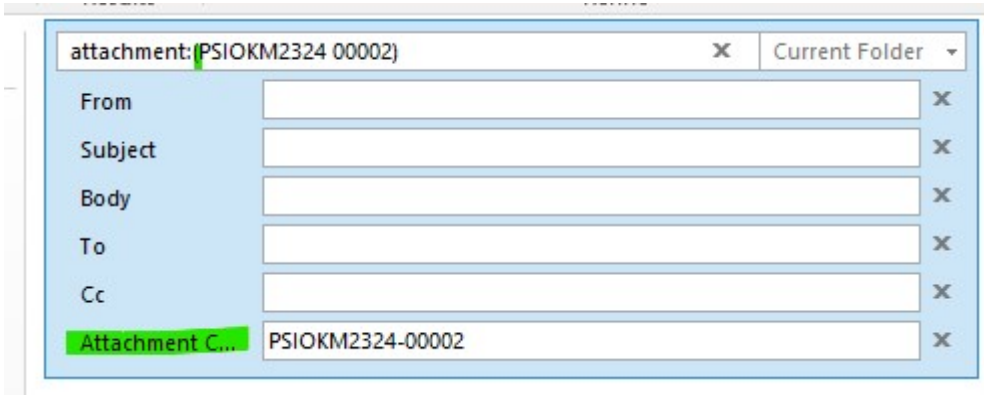 attachment:(PSIOKM2324 00002) Current Folder
From
Subject
Body
To
Cc
Attachment C... PSIOKM2324-00002